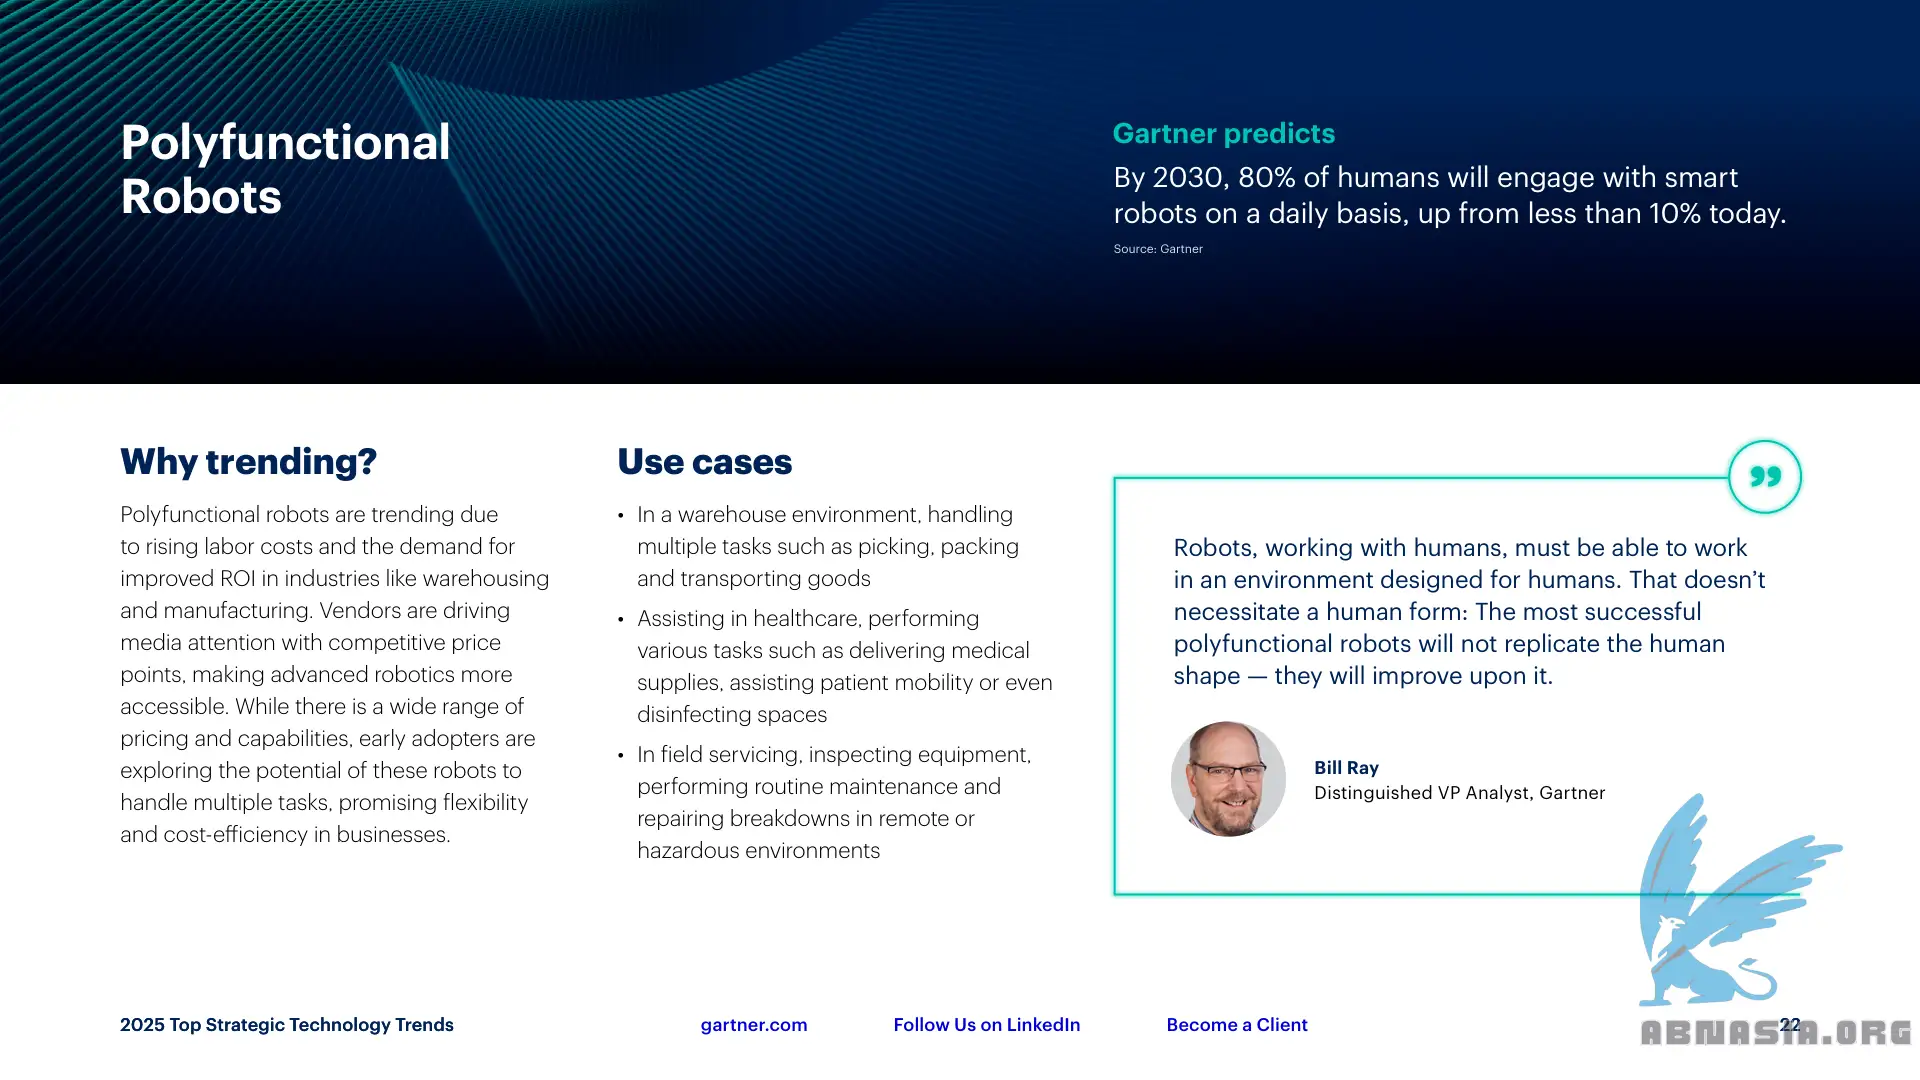 Polyfunctional
Robots
Gartner predicts
By 2030, 80% of humans will engage with smart
robots on a daily basis, up from less than 10% today.
Source: Gartner
Why trending?
Polyfunctional robots are trending due
to rising labor costs and the demand for
improved ROI in industries like warehousing
and manufacturing. Vendors are driving
media attention with competitive price
points, making advanced robotics more
accessible. While there is a wide range of
pricing and capabilities, early adopters are
exploring the potential of these robots to
handle multiple tasks, promising flexibility
and cost-efficiency in businesses.
Use cases
• In a warehouse environment, handling
multiple tasks such as picking, packing
and transporting goods
• Assisting in healthcare, performing
various tasks such as delivering medical
supplies, assisting patient mobility or even
disinfecting spaces
• In field servicing, inspecting equipment,
performing routine maintenance and
repairing breakdowns in remote or
hazardous environments
”
Robots, working with humans, must be able to work
in an environment designed for humans. That doesn’t
necessitate a human form: The most successful
polyfunctional robots will not replicate the human
shape — they will improve upon it.
Bill Ray
Distinguished VP Analyst, Gartner
2025 Top Strategic Technology Trends
gartner.com
Follow Us on LinkedIn
Become a Client
22
ABNASIA.ORG